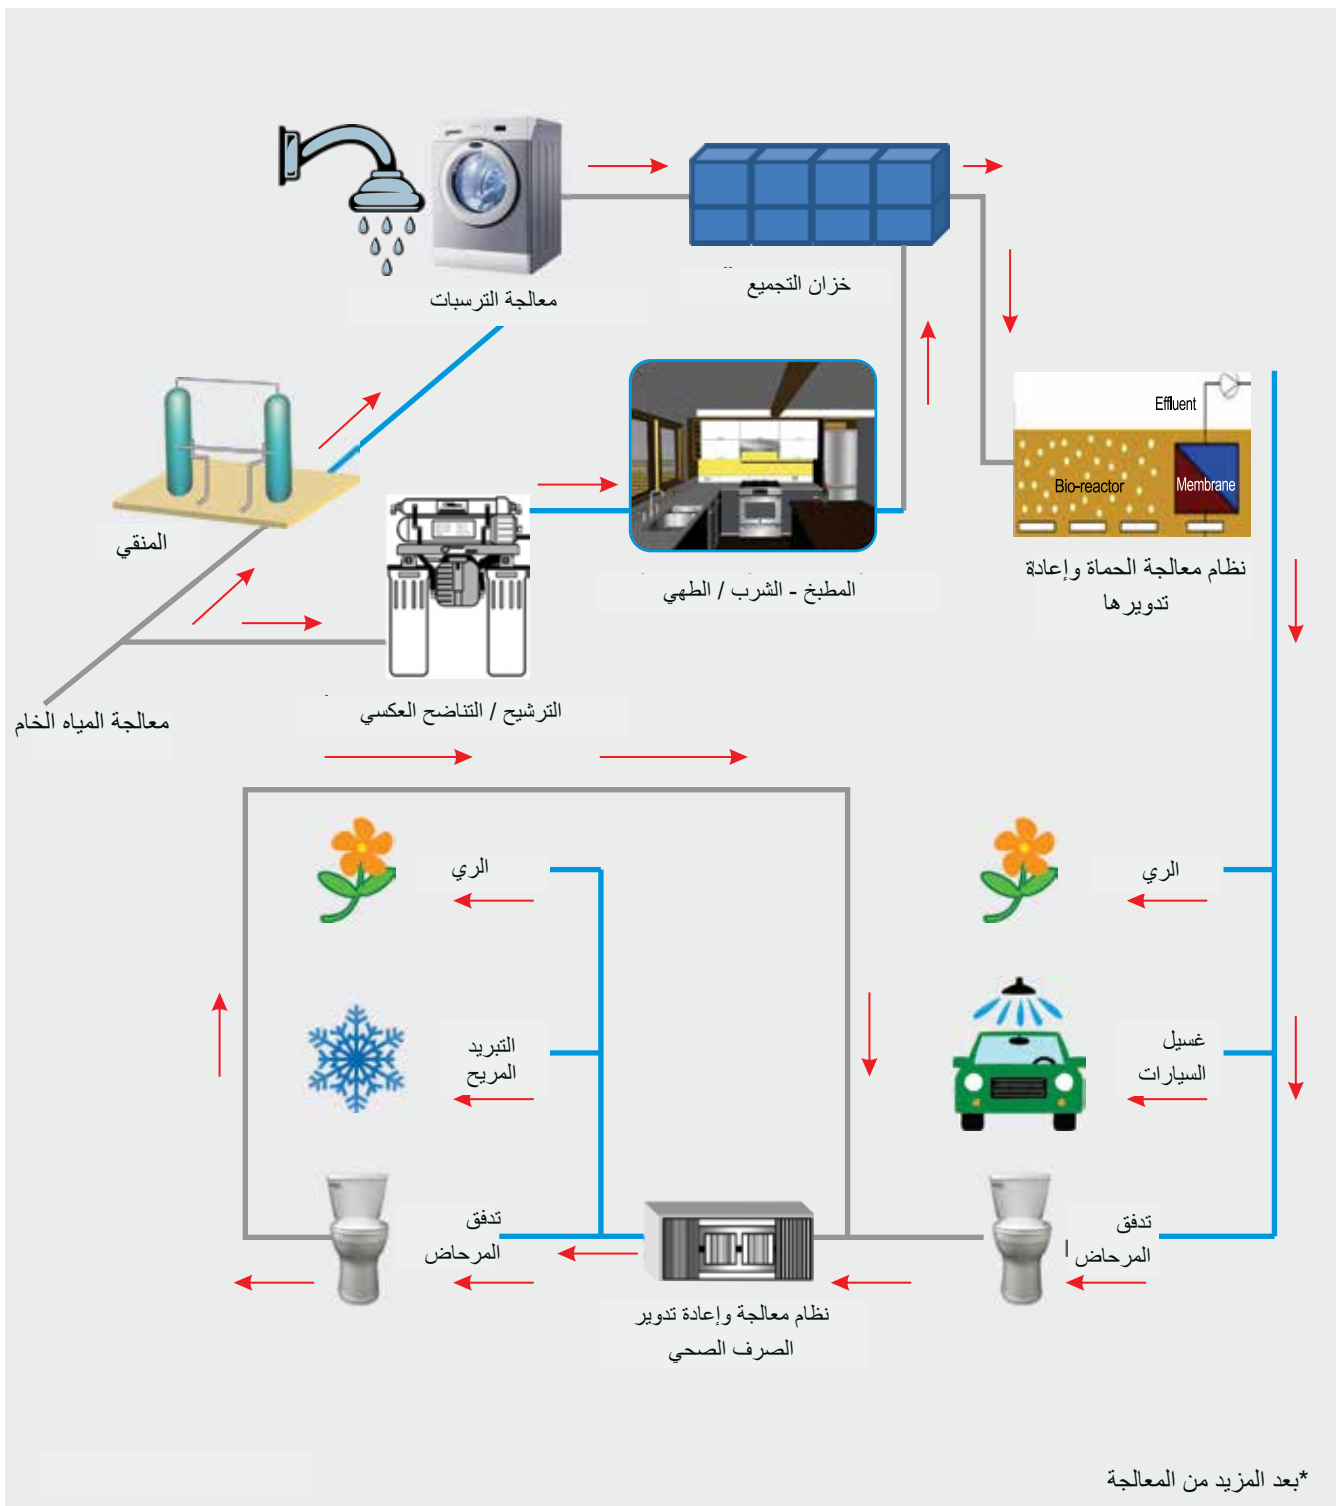 معالجة الترسبات
خزان التجميع
Effluent
Bio-reactor
Membrane
المنقي
نظام معالجة الحماة وإعادة
تدويرها
المطبخ - الشرب / الطهي
الترشيح / التناضح العكسي
معالجة المياه الخام
الري
الري
التبريد
المريح
غسيل
السيارات
تدفق
المرحاض
تدفق
المرحاض
نظام معالجة وإعادة تدوير
الصرف الصحي
*بعد المزيد من المعالجة